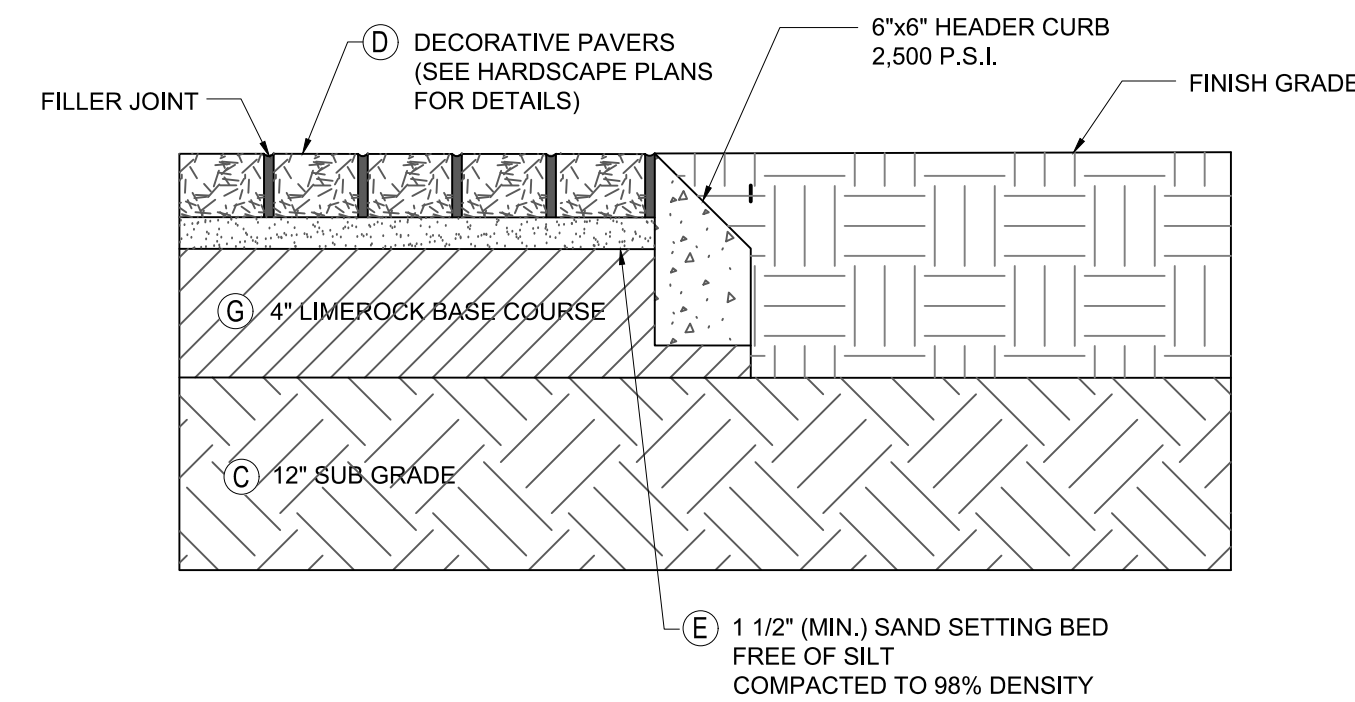 D DECORATIVE PAVERS
(SEE HARDSCAPE PLANS
FOR DETAILS)
6"x6" HEADER CURB
2,500 P.S.I.
FINISH GRADE
FILLER JOINT
G 4" LIMEROCK BASE COURSE
C 12" SUB GRADE
E 1 1/2" (MIN.) SAND SETTING BED
FREE OF SILT
COMPACTED TO 98% DENSITY